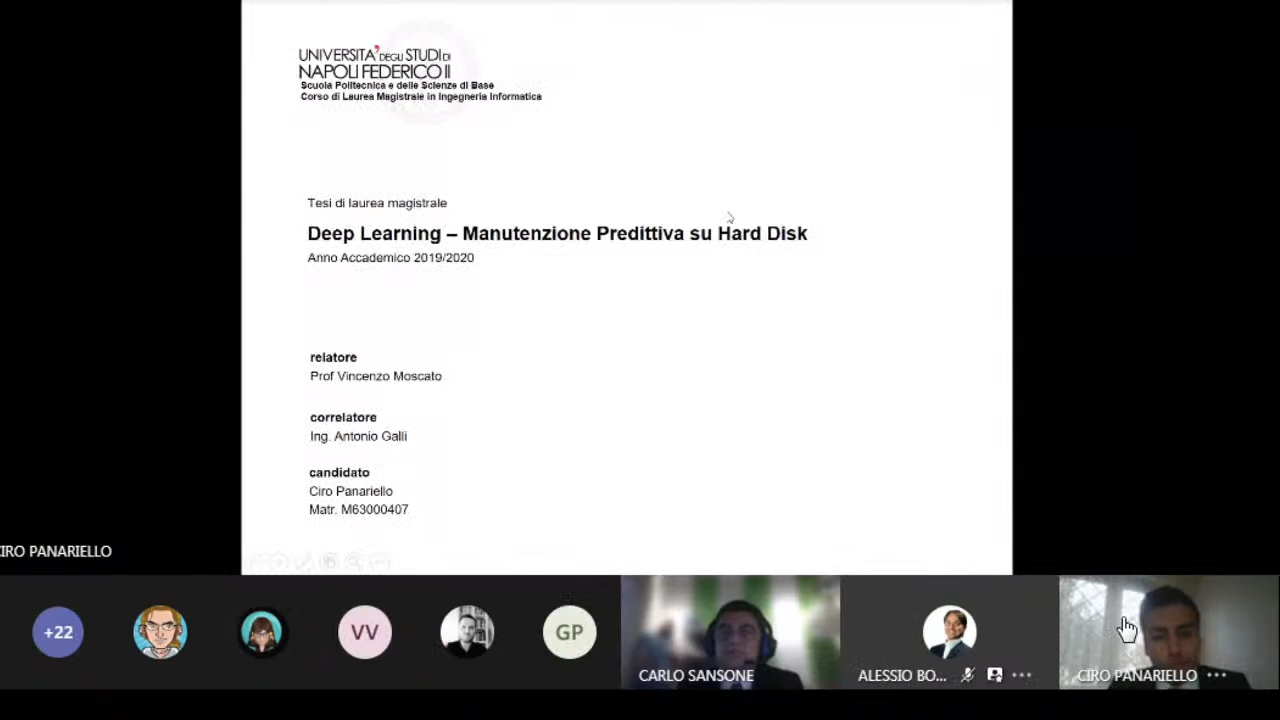 UNIVERSITA' DEGLI STUDI DI
NAPOLI FEDERICO II
Scuola Politecnica e delle Scienze di Base
Corso di Laurea Magistrale in Ingegneria Informatica
Tesi di laurea magistrale
Deep Learning – Manutenzione Predittiva su Hard Disk
Anno Accademico 2019/2020
relatore
Prof Vincenzo Moscato
correlatore
Ing. Antonio Galli
candidato
Ciro Panariello
Matr. M63000407
CIRO PANARIELLO
+22
VV
GP
CARLO SANSONE
ALESSIO BO...
CIRO PANARIELLO